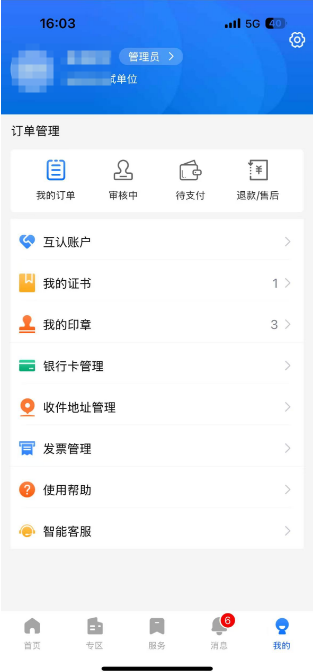 16:03
5G
40
管理员
试单位
订单管理
我的订单
审核中
待支付
退款/售后
互认账户
我的证书
1
我的印章
3
银行卡管理
收件地址管理
发票管理
使用帮助
智能客服
6
首页
专区
服务
消息
我的